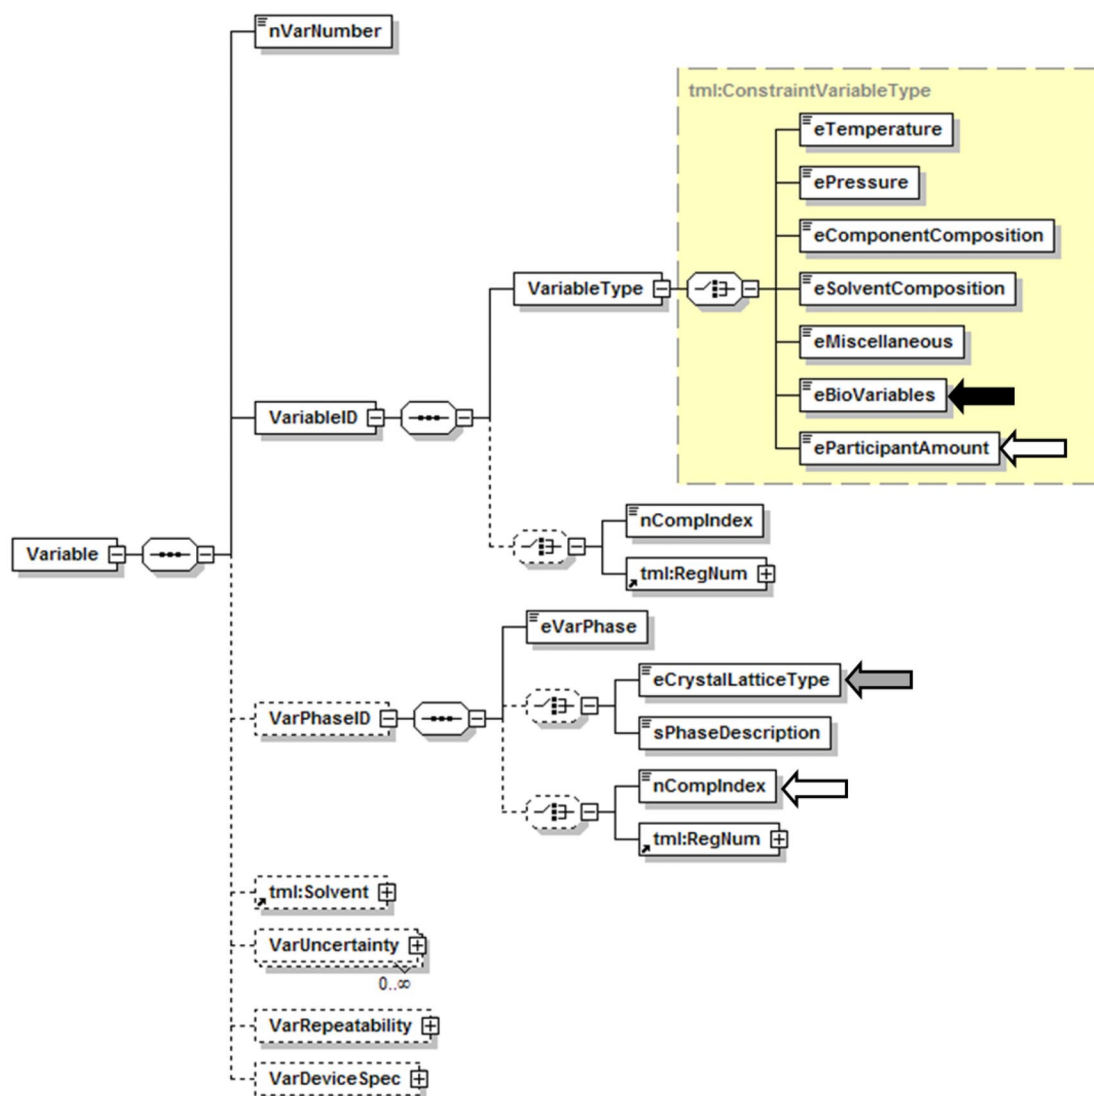 nVarNumber
tml:ConstraintVariableType
eTemperature
ePressure
eComponentComposition
eSolventComposition
VariableType
eMiscellaneous
eBioVariables
eParticipantAmount
VariableID
nCompIndex
tml:RegNum
Variable
eVarPhase
eCrystalLatticeType
VarPhaseID
sPhaseDescription
nCompIndex
tml:RegNum
tml:Solvent
VarUncertainty
0..∞
VarRepeatability
VarDeviceSpec